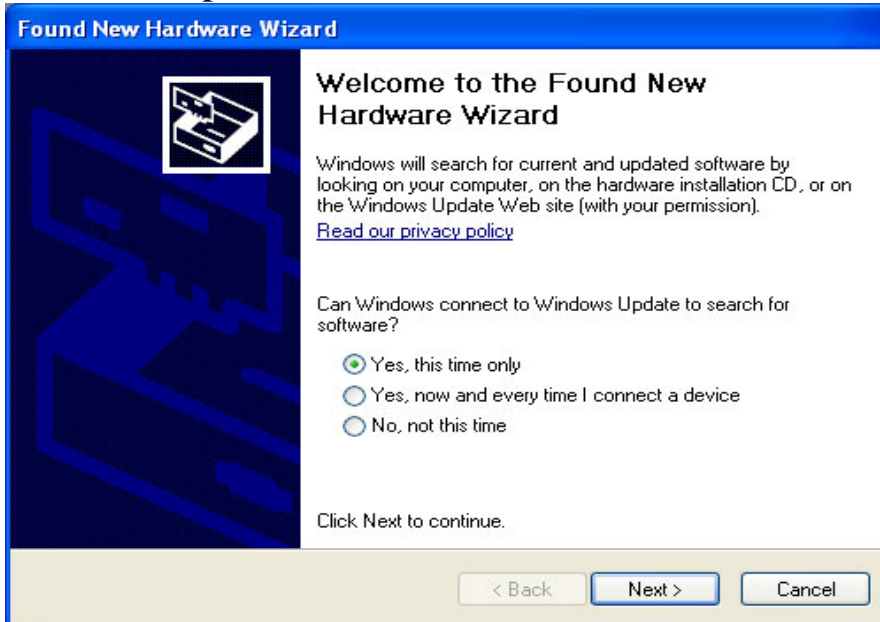 Found New Hardware Wizard
Welcome to the Found New
Hardware Wizard
Windows will search for current and updated software by
looking on your computer, on the hardware installation CD, or on
the Windows Update Web site (with your permission).
Read our privacy policy
Can Windows connect to Windows Update to search for
software?
Yes, this time only
Yes, now and every time I connect a device
No, not this time
Click Next to continue.
< Back Next > Cancel